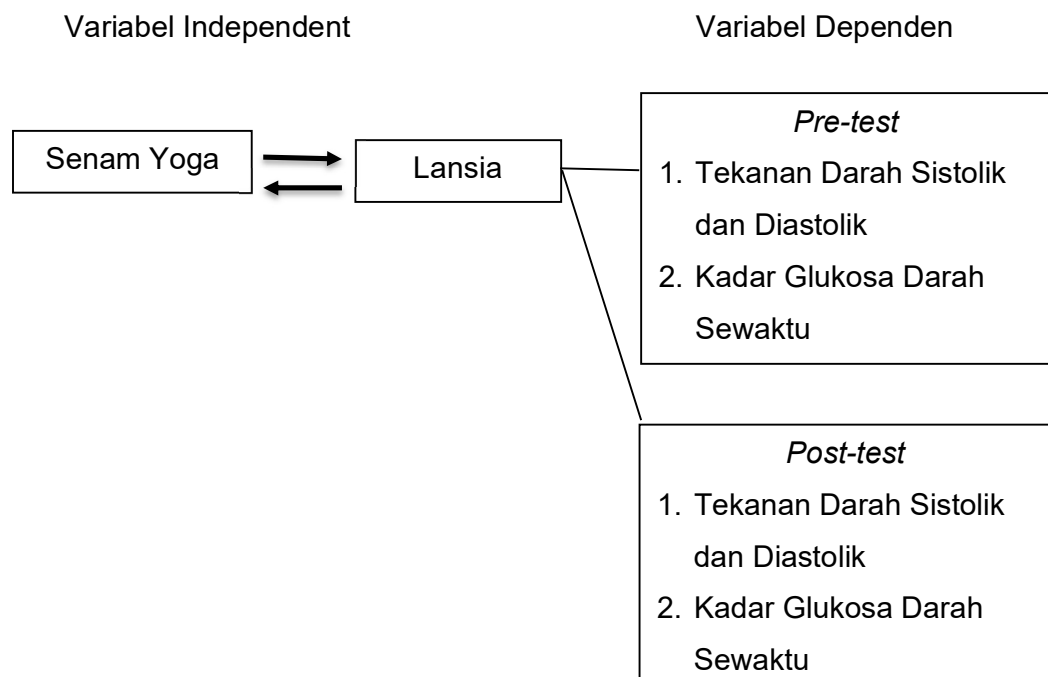 Variabel Independent
Variabel Dependen
Senam Yoga
Lansia
Pre-test
1. Tekanan Darah Sistolik
dan Diastolik
2. Kadar Glukosa Darah
Sewaktu
Post-test
1. Tekanan Darah Sistolik
dan Diastolik
2. Kadar Glukosa Darah
Sewaktu